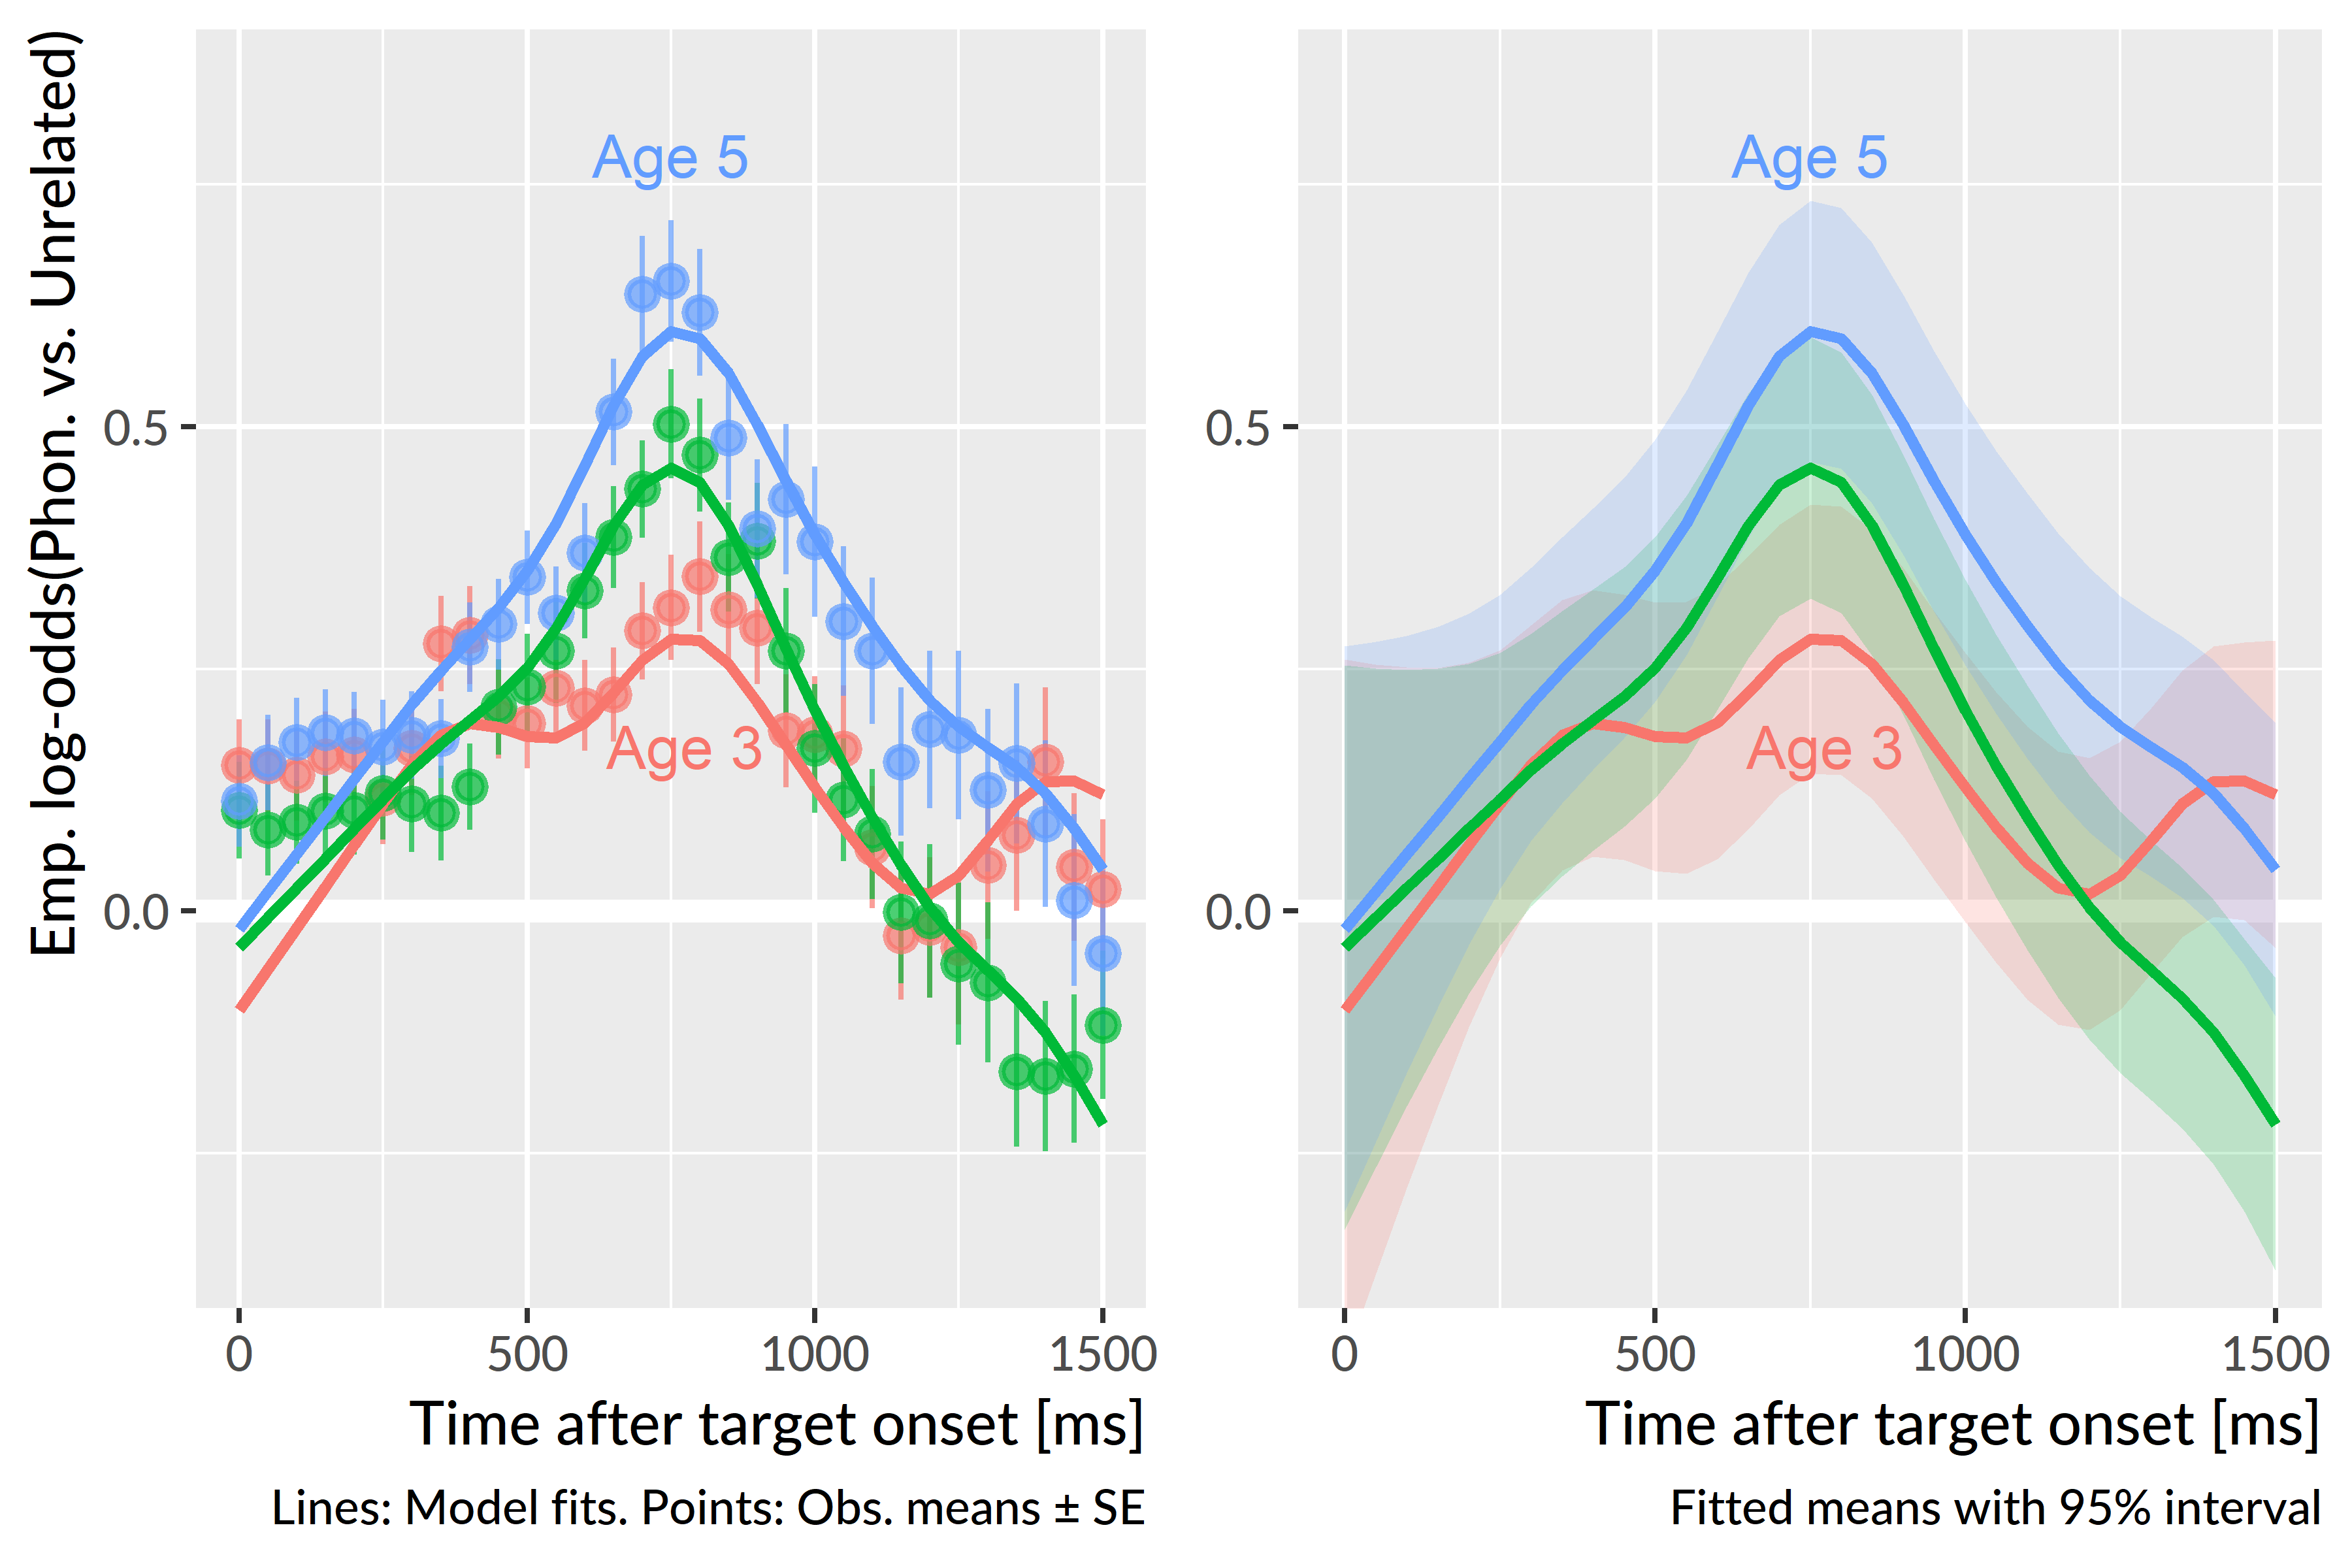 Emp. log-odds(Phon. vs. Unrelated)
0.5
0.0
Age 5
Age 3
0 500 1000 1500
Time after target onset [ms]
Lines: Model fits. Points: Obs. means ± SE
0.5
0.0
Age 5
Age 3
0 500 1000 1500
Time after target onset [ms]
Fitted means with 95% interval